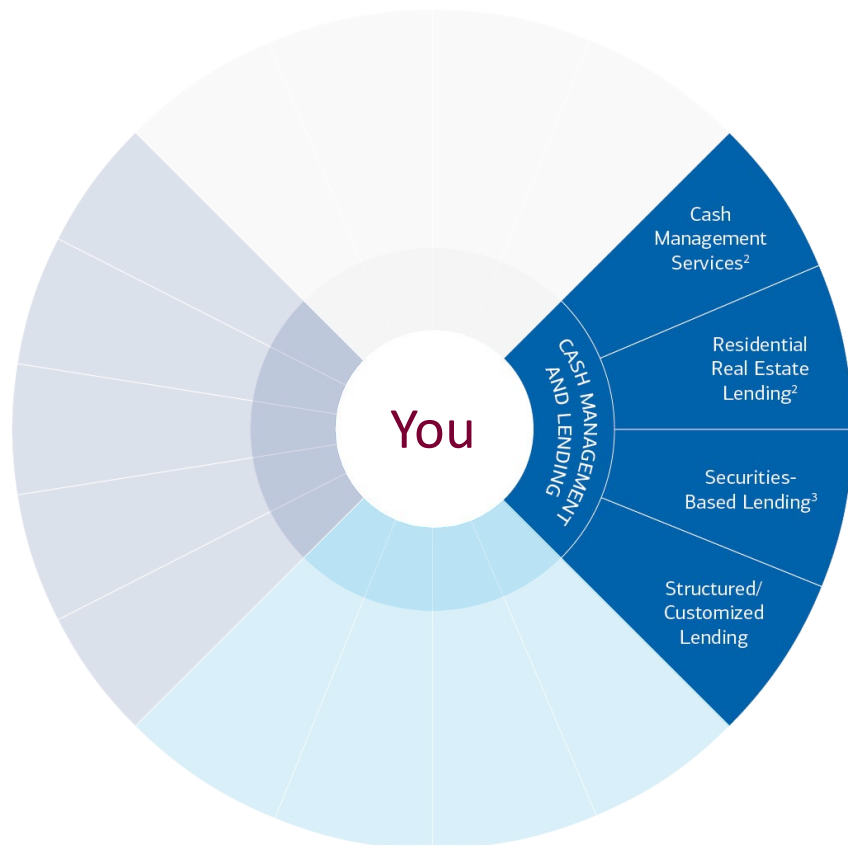 Cash
Management
Services²
Residential
Real Estate
Lending²
You
CASH MANAGEMENT
AND LENDING
Securities-
Based Lending³
Structured/
Customized
Lending